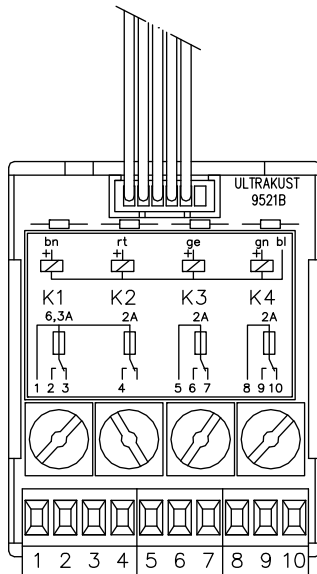 ULTRAKUST
9521B
bn rt ge gn bl
+ + + +
K1 K2 K3 K4
6,3A 2A 2A 2A
1 2 3 4 5 6 7 8 9 10
1 2 3 4 5 6 7 8 9 10